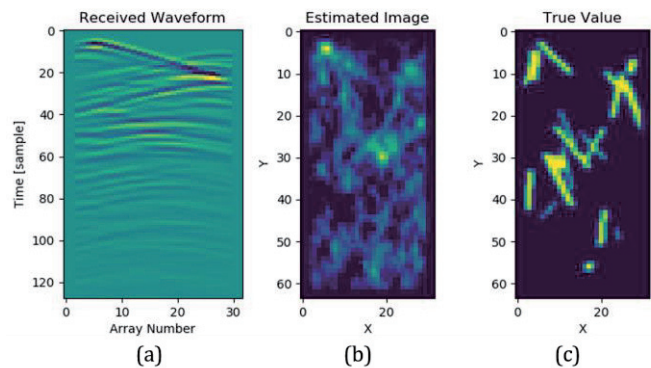 Received Waveform
0
20
40
60
80
100
120
Time [sample]
0 10 20 30
Array Number
(a)
Estimated Image
0
10
20
30
40
50
60
Y
0 20
X
(b)
True Value
0
10
20
30
40
50
60
Y
0 20
X
(c)